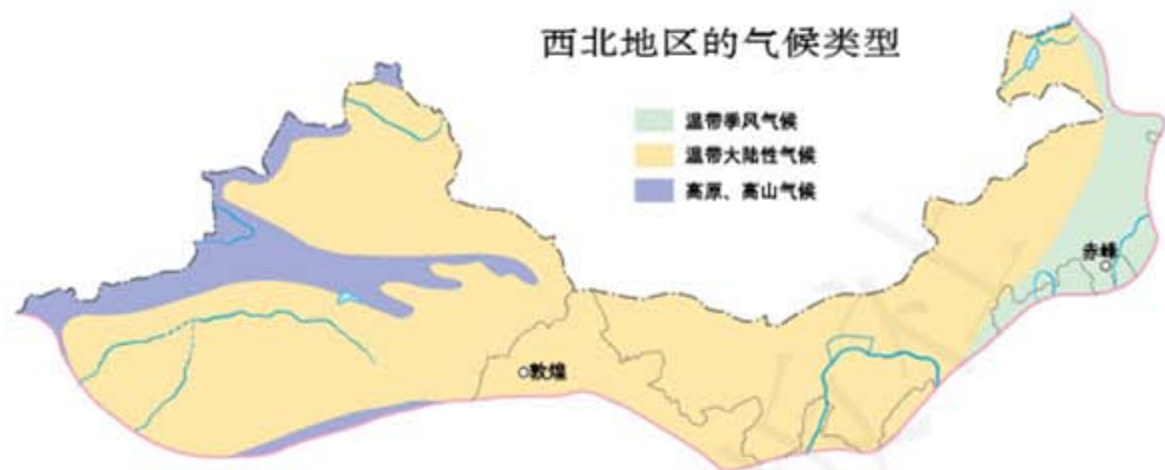 西北地区的气候类型
温带季风气候
温带大陆性气候
高原、高山气候
赤峰
敦煌